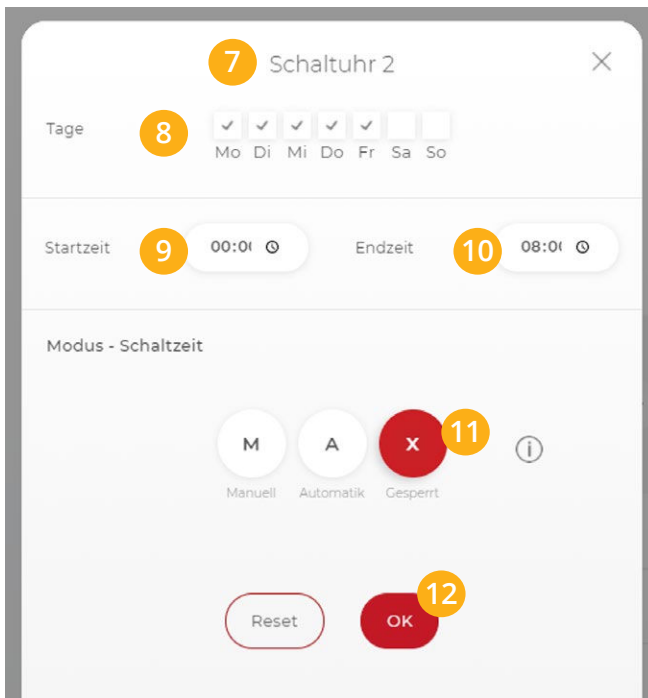 7 Schaltuhr 2
Tage 8
Mo Di Mi Do Fr Sa So
Startzeit 9 00:0 Endzeit 10 08:0
Modus - Schaltzeit
M A X 11 i
Manuell Automatik Gesperrt
12
Reset OK